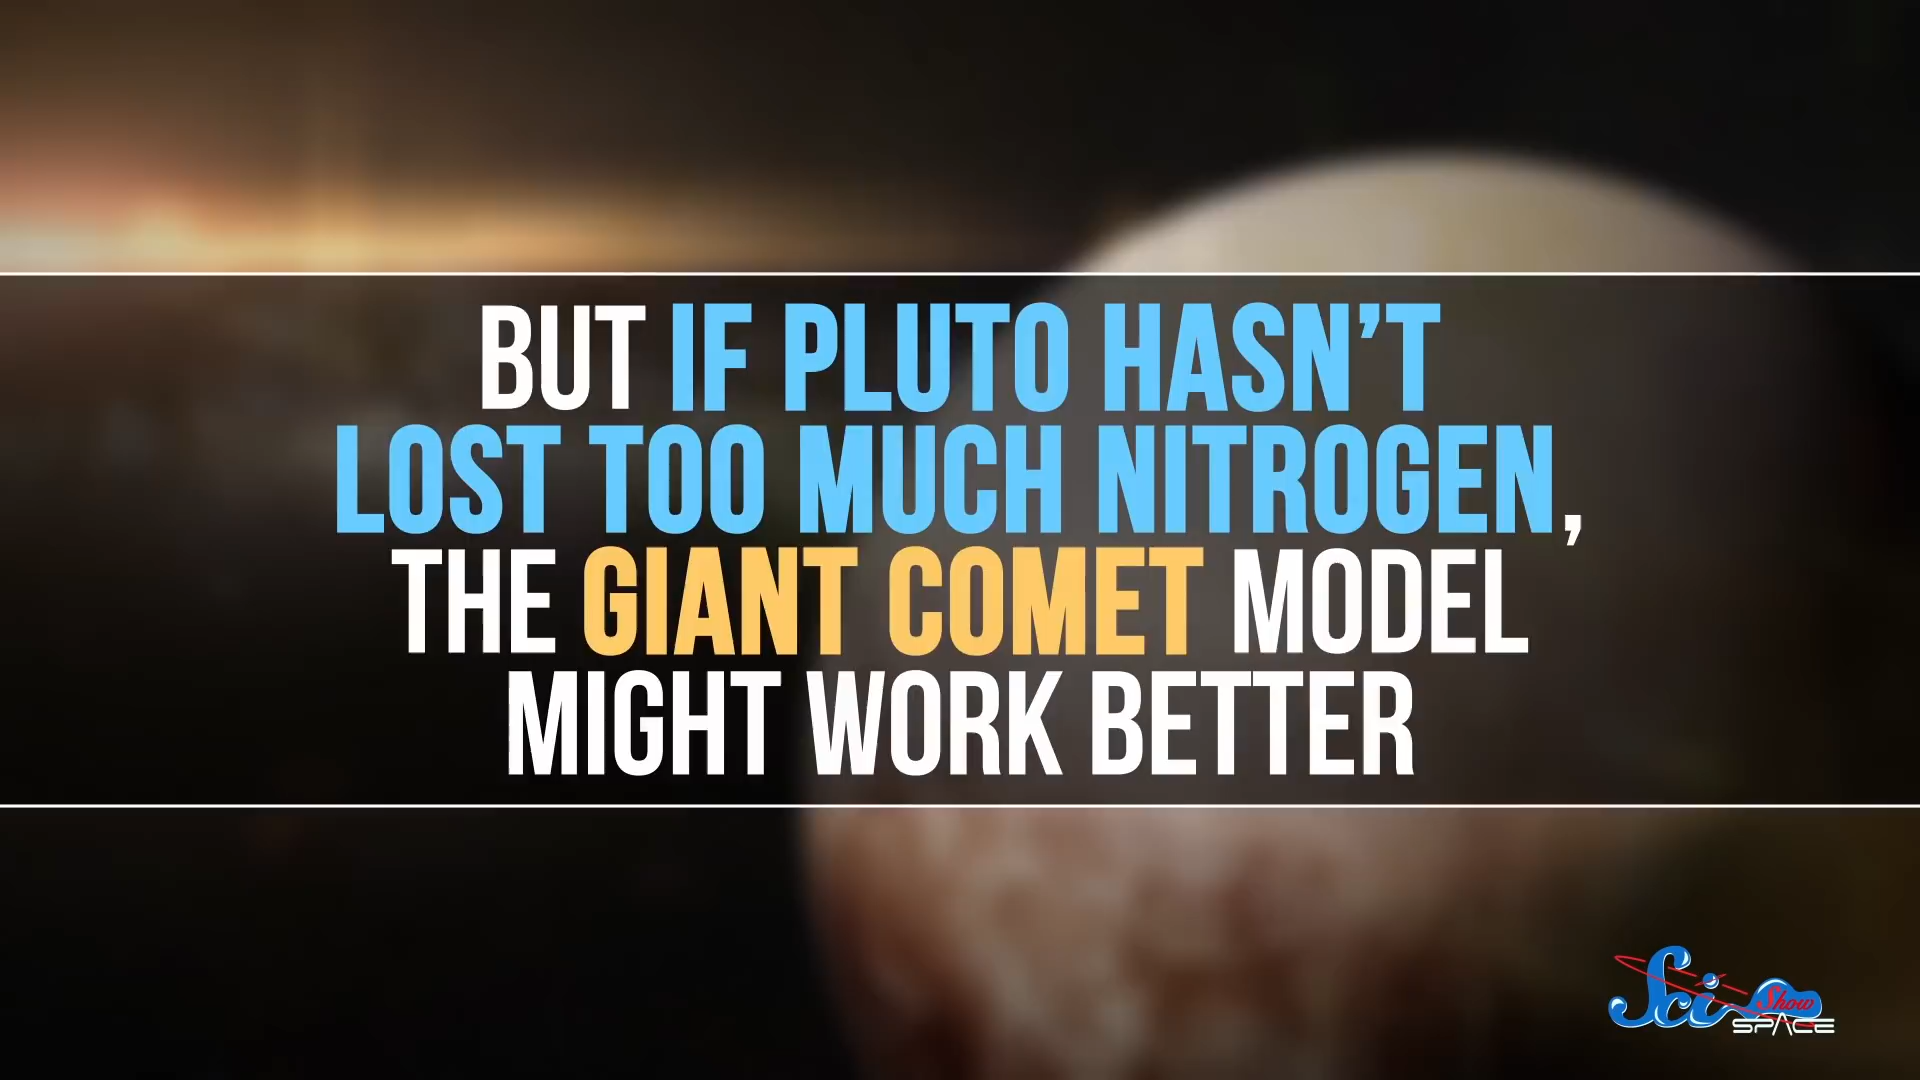 BUT IF PLUTO HASN'T
LOST TOO MUCH NITROGEN,
THE GIANT COMET MODEL
MIGHT WORK BETTER
Sci Show
SPACE